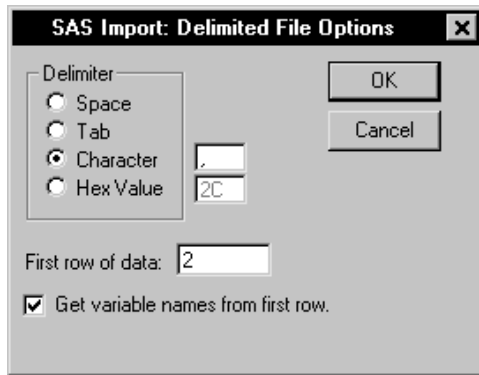 SAS Import: Delimited File Options
Delimiter
Space
Tab
Character ,
Hex Value 2C
OK
Cancel
First row of data: 2
Get variable names from first row.